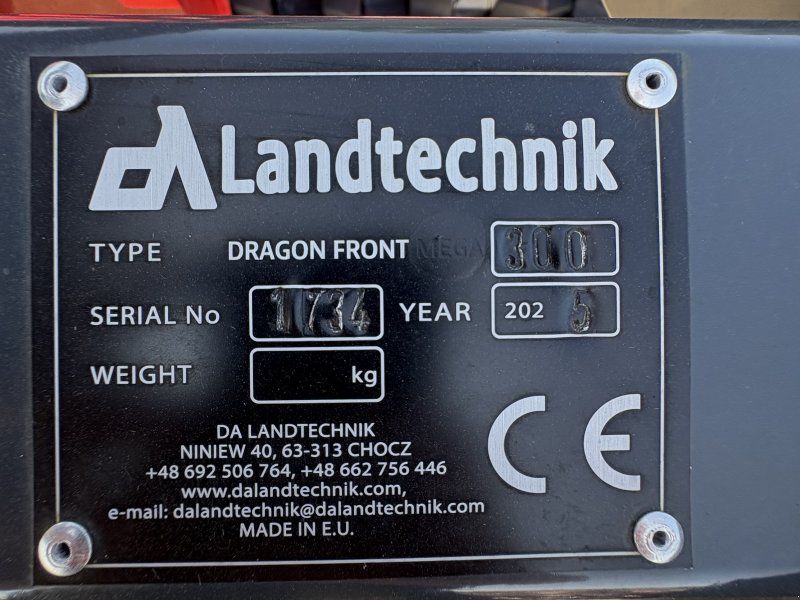 Landtechnik
TYPE DRAGON FRONT MEGA 300
SERIAL No 1734 YEAR 2025
WEIGHT kg
DA LANDTECHNIK
NINIEW 40, 63-313 CHOCZ
+48 692 506 764, +48 662 756 446
www.dalandtechnik.com,
e-mail: dalandtechnik@dalandtechnik.com
MADE IN E.U.
CE